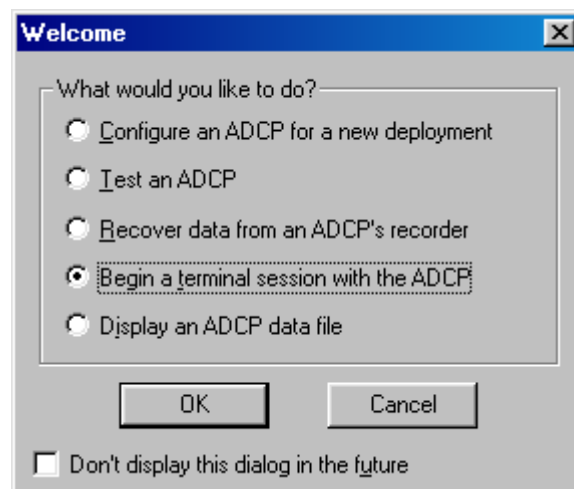 Welcome
What would you like to do?
Configure an ADCP for a new deployment
Test an ADCP
Recover data from an ADCP's recorder
Begin a terminal session with the ADCP
Display an ADCP data file
OK
Cancel
Don't display this dialog in the future